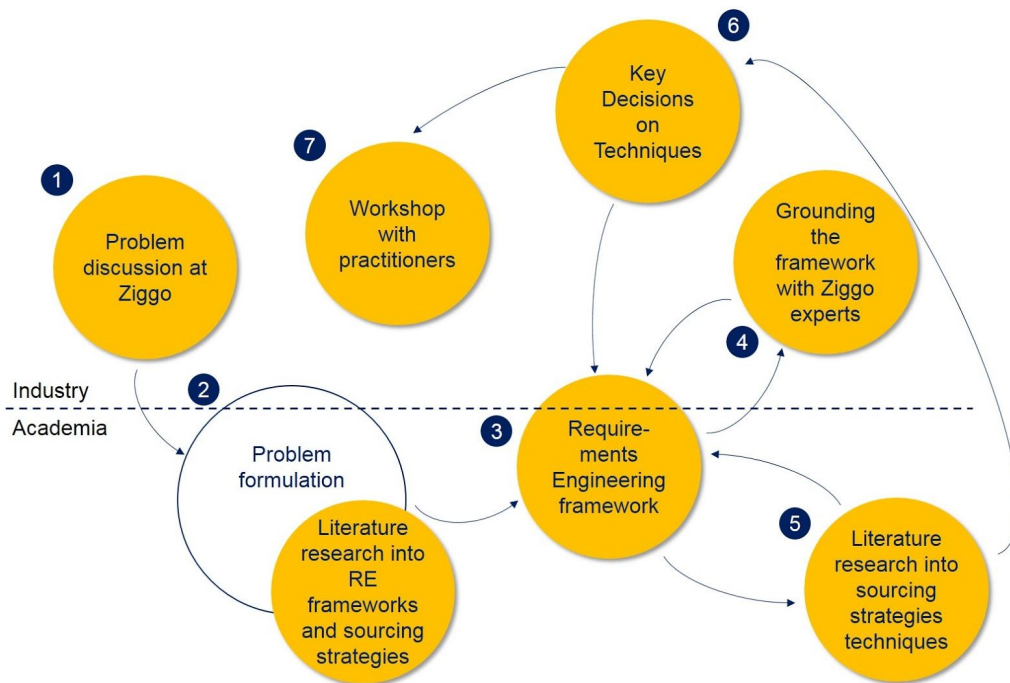 6
Key
Decisions
on
Techniques
7
Workshop
with
practitioners
1
Problem
discussion at
Ziggo
Grounding
the
framework
with Ziggo
experts
4
Industry
Academia
2
Problem
formulation
Literature
research into
RE
frameworks
and sourcing
strategies
3
Require-
ments
Engineering
framework
5
Literature
research into
sourcing
strategies
techniques